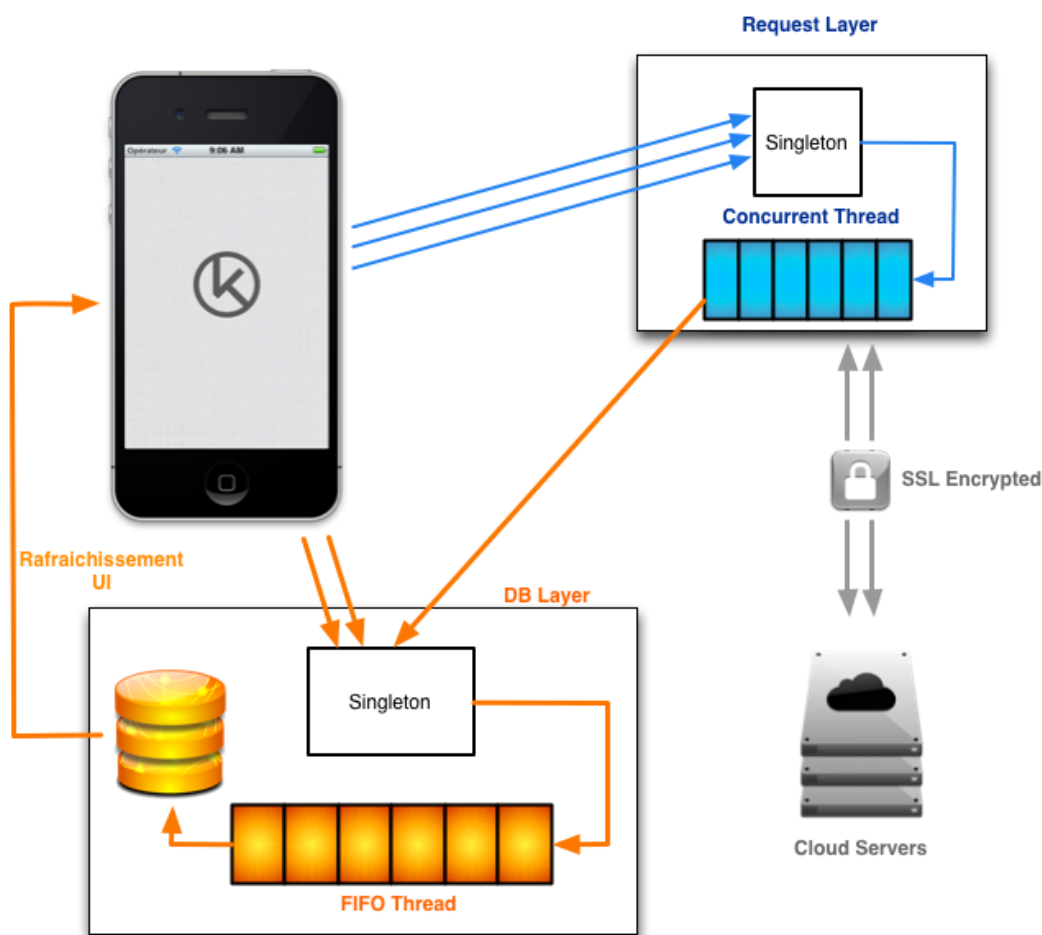 Request Layer
Opérateur 9:06 AM
Singleton
Concurrent Thread
SSL Encrypted
Rafraichissement
UI
DB Layer
Singleton
FIFO Thread
Cloud Servers